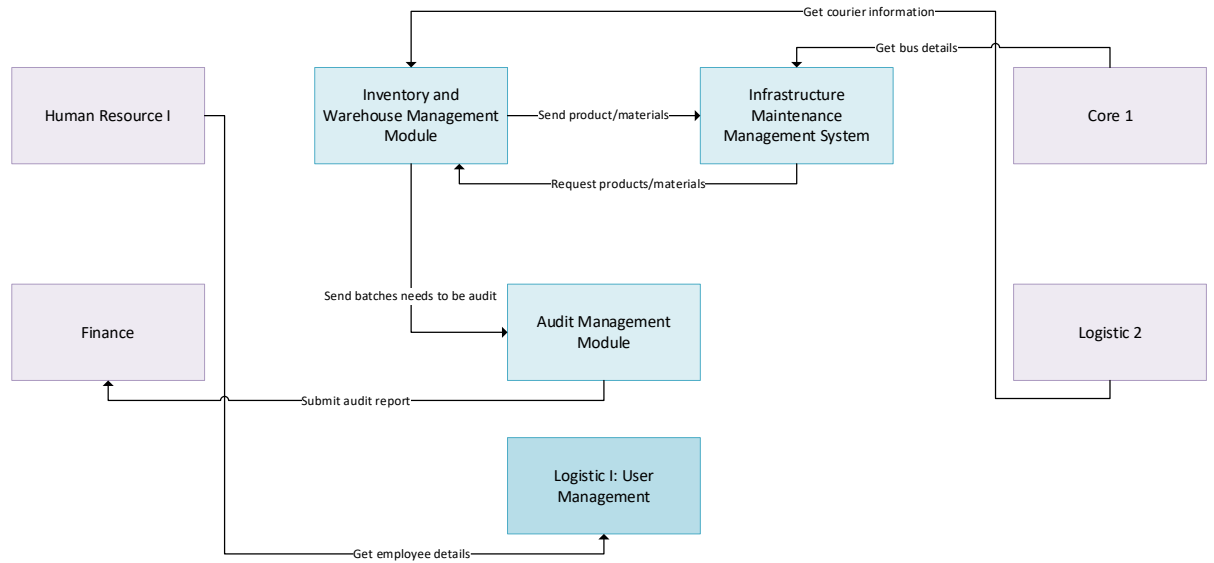 Get courier information
Get bus details
Human Resource I
Inventory and
Warehouse Management
Module
Send product/materials
Infrastructure
Maintenance
Management System
Core 1
Request products/materials
Send batches needs to be audit
Finance
Audit Management
Module
Logistic 2
Submit audit report
Logistic I: User
Management
Get employee details